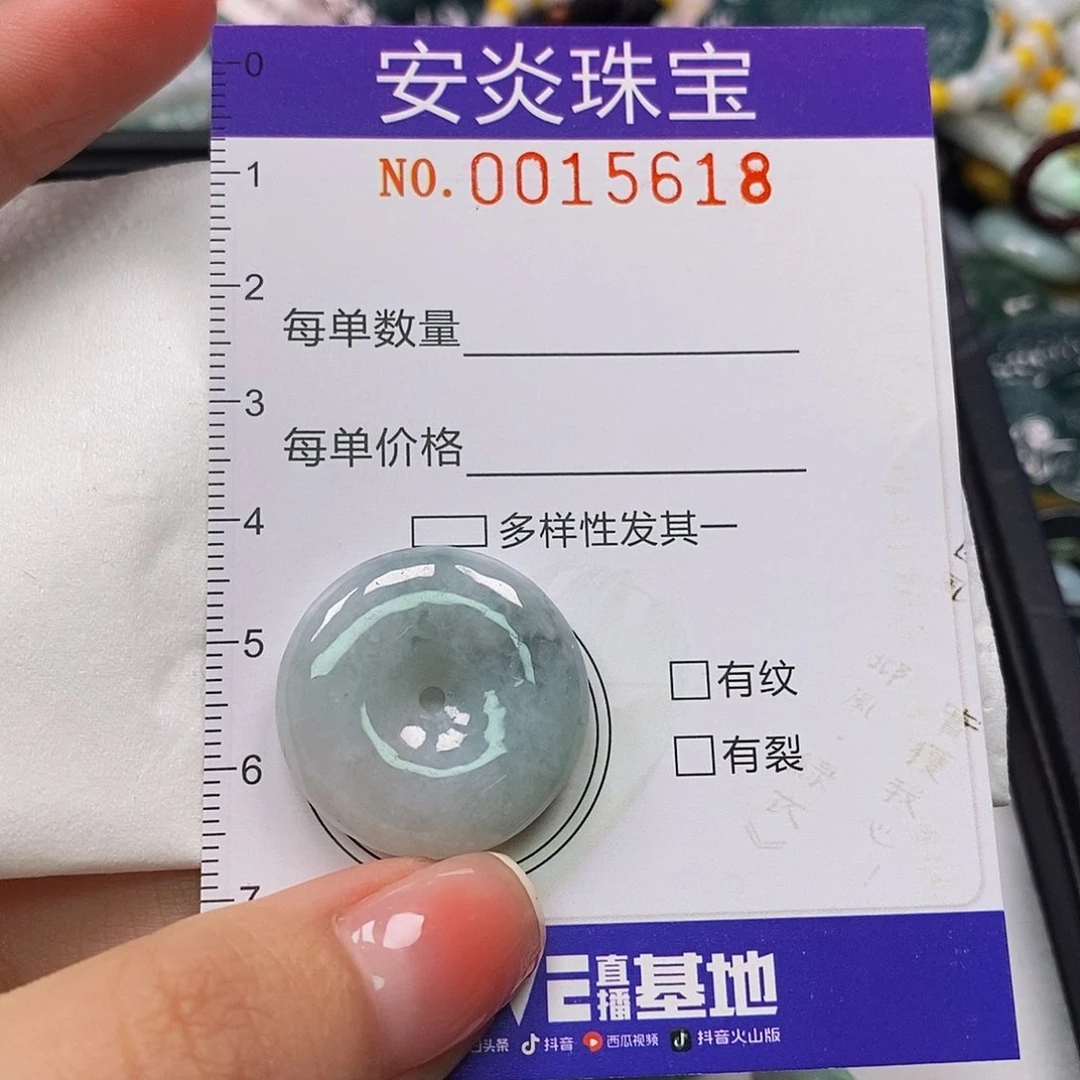 安炎珠宝
NO.0015618
0
1
2
每单数量
3
每单价格
4
多样性发其一
5
有纹
有裂
6
7
直播基地
头条 抖音 西瓜视频 抖音火山版